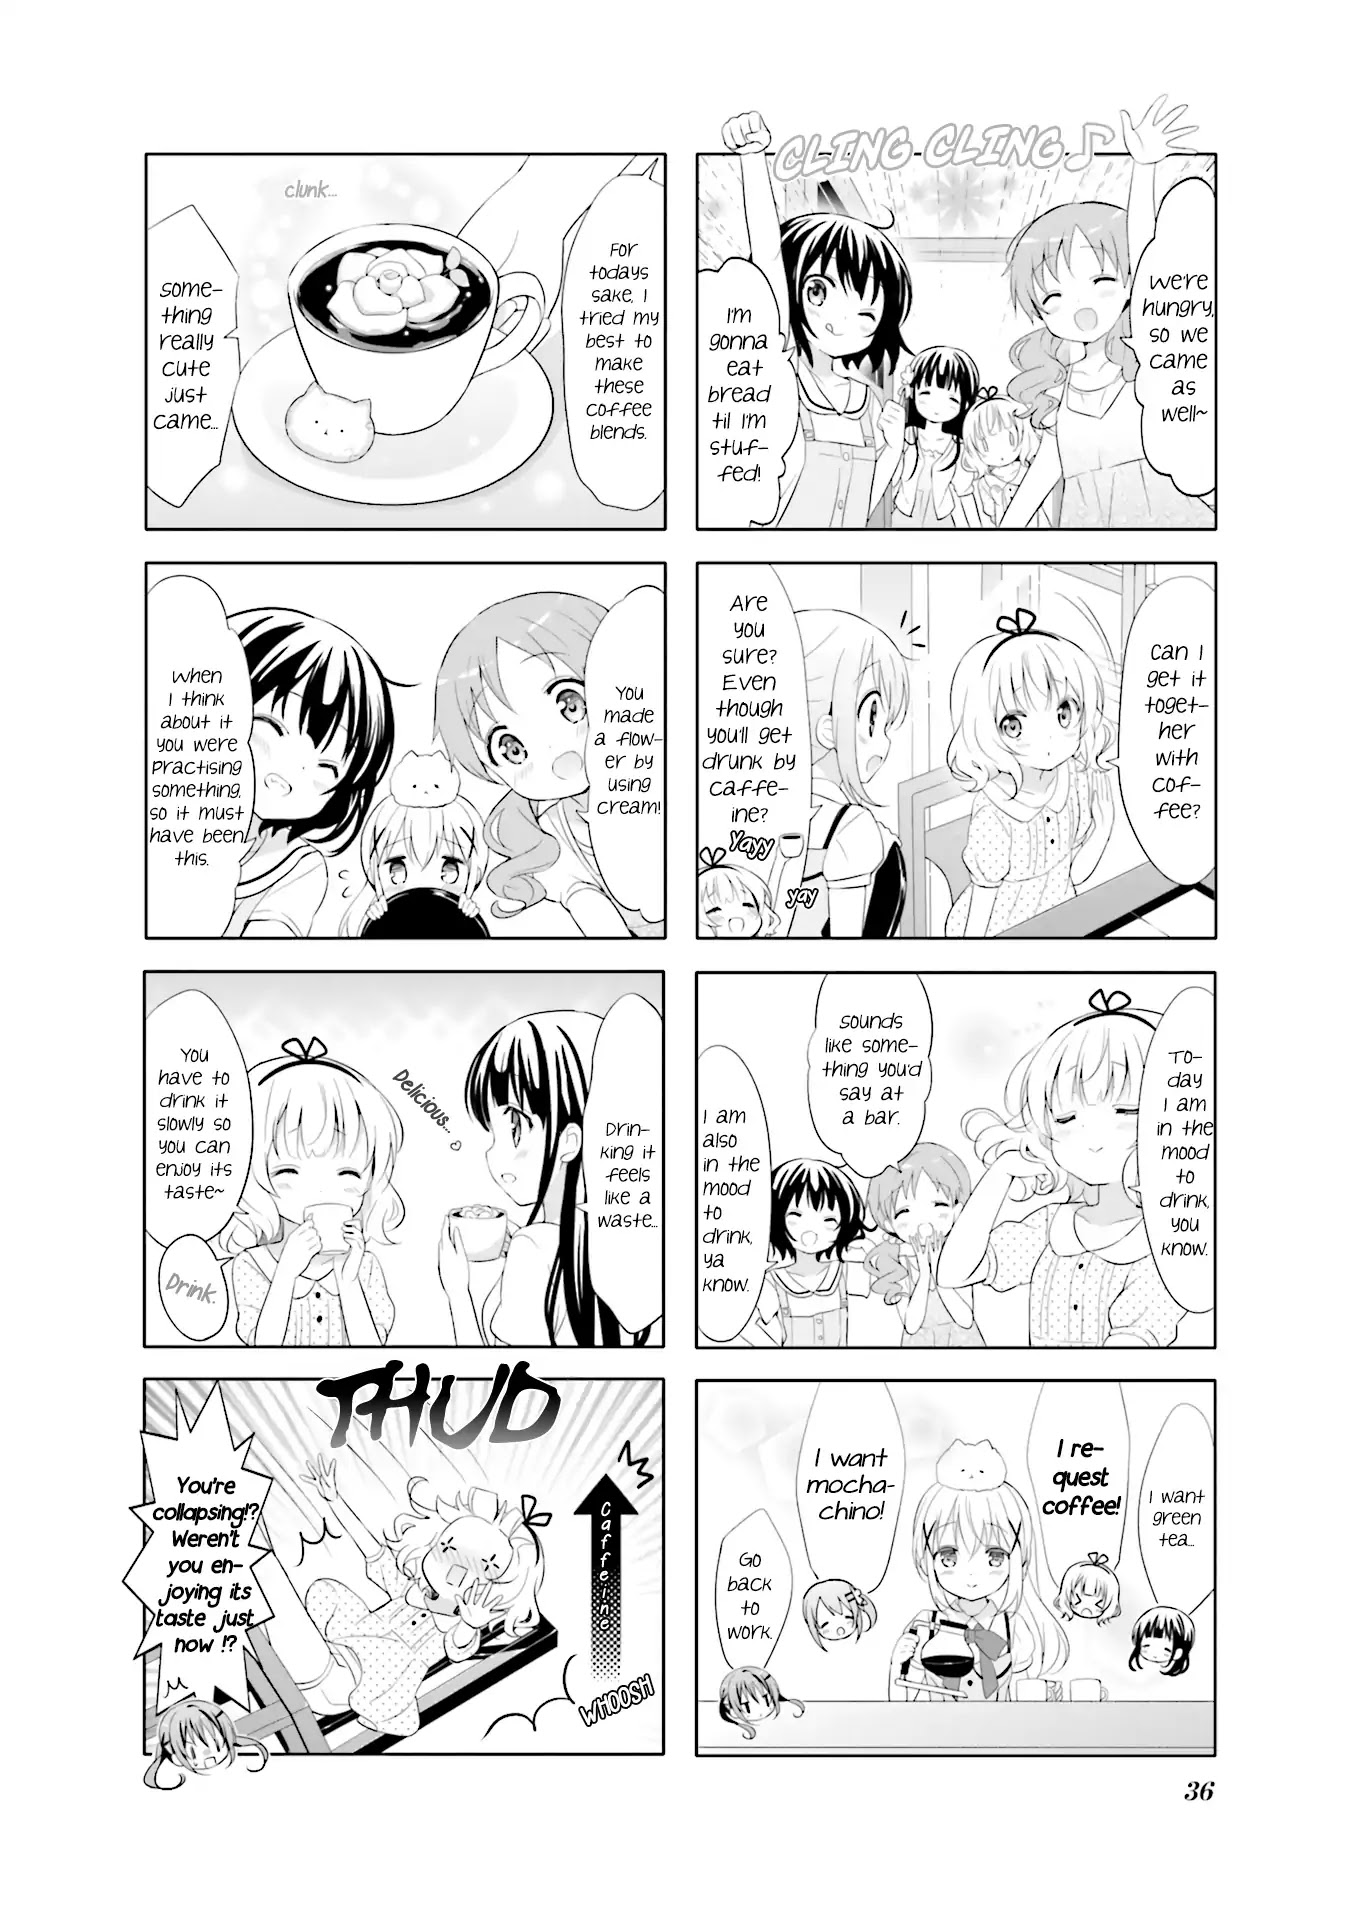 CLING CLING♪
We're
hungry,
so we
came
as
well~
I'm
gonna
eat
bread
til I'm
stuf-
fed!
Can I
get
it toget-
her with
cof-
fee?
Are
you
sure?
Even
though
you'll get
drunk by
caffe-
ine?
Yayy
yay
To-
day
I am
in the
mood
to
drink,
you
know.
Sounds
like some-
thing you'd
say at
a bar.
I am
also
in the
mood
to
drink,
ya
know.
I want
green
tea...
I re-
quest
coffee!
I want
mocha-
chino!
Go
back
to
work.
For
todays
sake, I
tried my
best to
make
these
coffee
blends.
clunk...
Some-
thing
really
cute
just
came...
You
made
a flow-
er by
using
cream!
When
I think
about it
you were
practising
something,
so it must
have been
this.
Drin-
king it
feels
like a
waste...
Delicious...
You
have to
drink it
slowly so
you can
enjoy its
taste~
Drink.
THUD
Caffeine
WHOOSH
You're
collapsing!?
Weren't
you en-
joying its
taste just
now !?
36